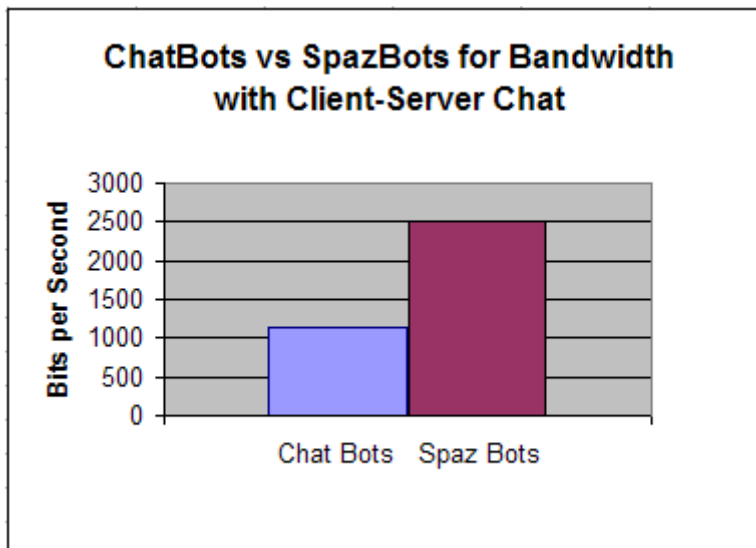 ChatBots vs SpazBots for Bandwidth
with Client-Server Chat
3000
2500
2000
1500
1000
500
0
Bits per Second
Chat Bots Spaz Bots